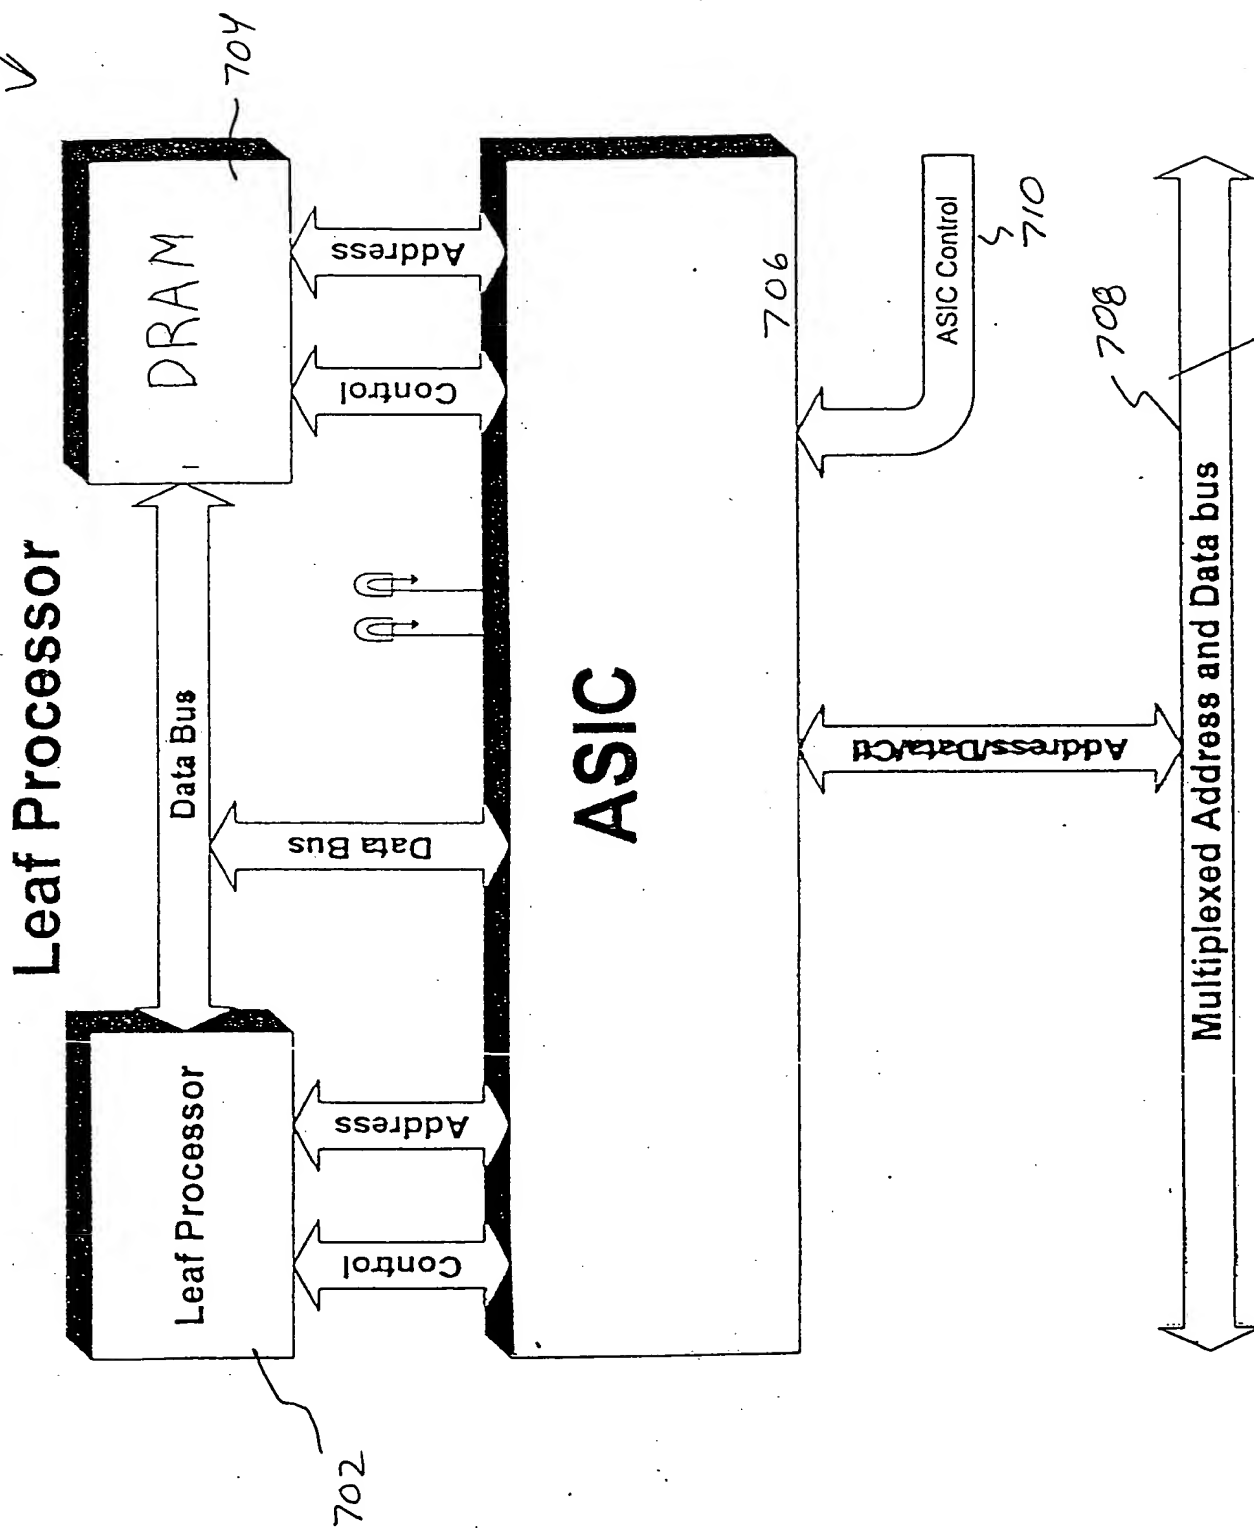 Leaf Processor
Leaf Processor
702
Data Bus
DRAM
704
Control
Address
Data Bus
Control
Address
ASIC
706
Address/Data/Ctl
ASIC Control
710
Multiplexed Address and Data bus
708